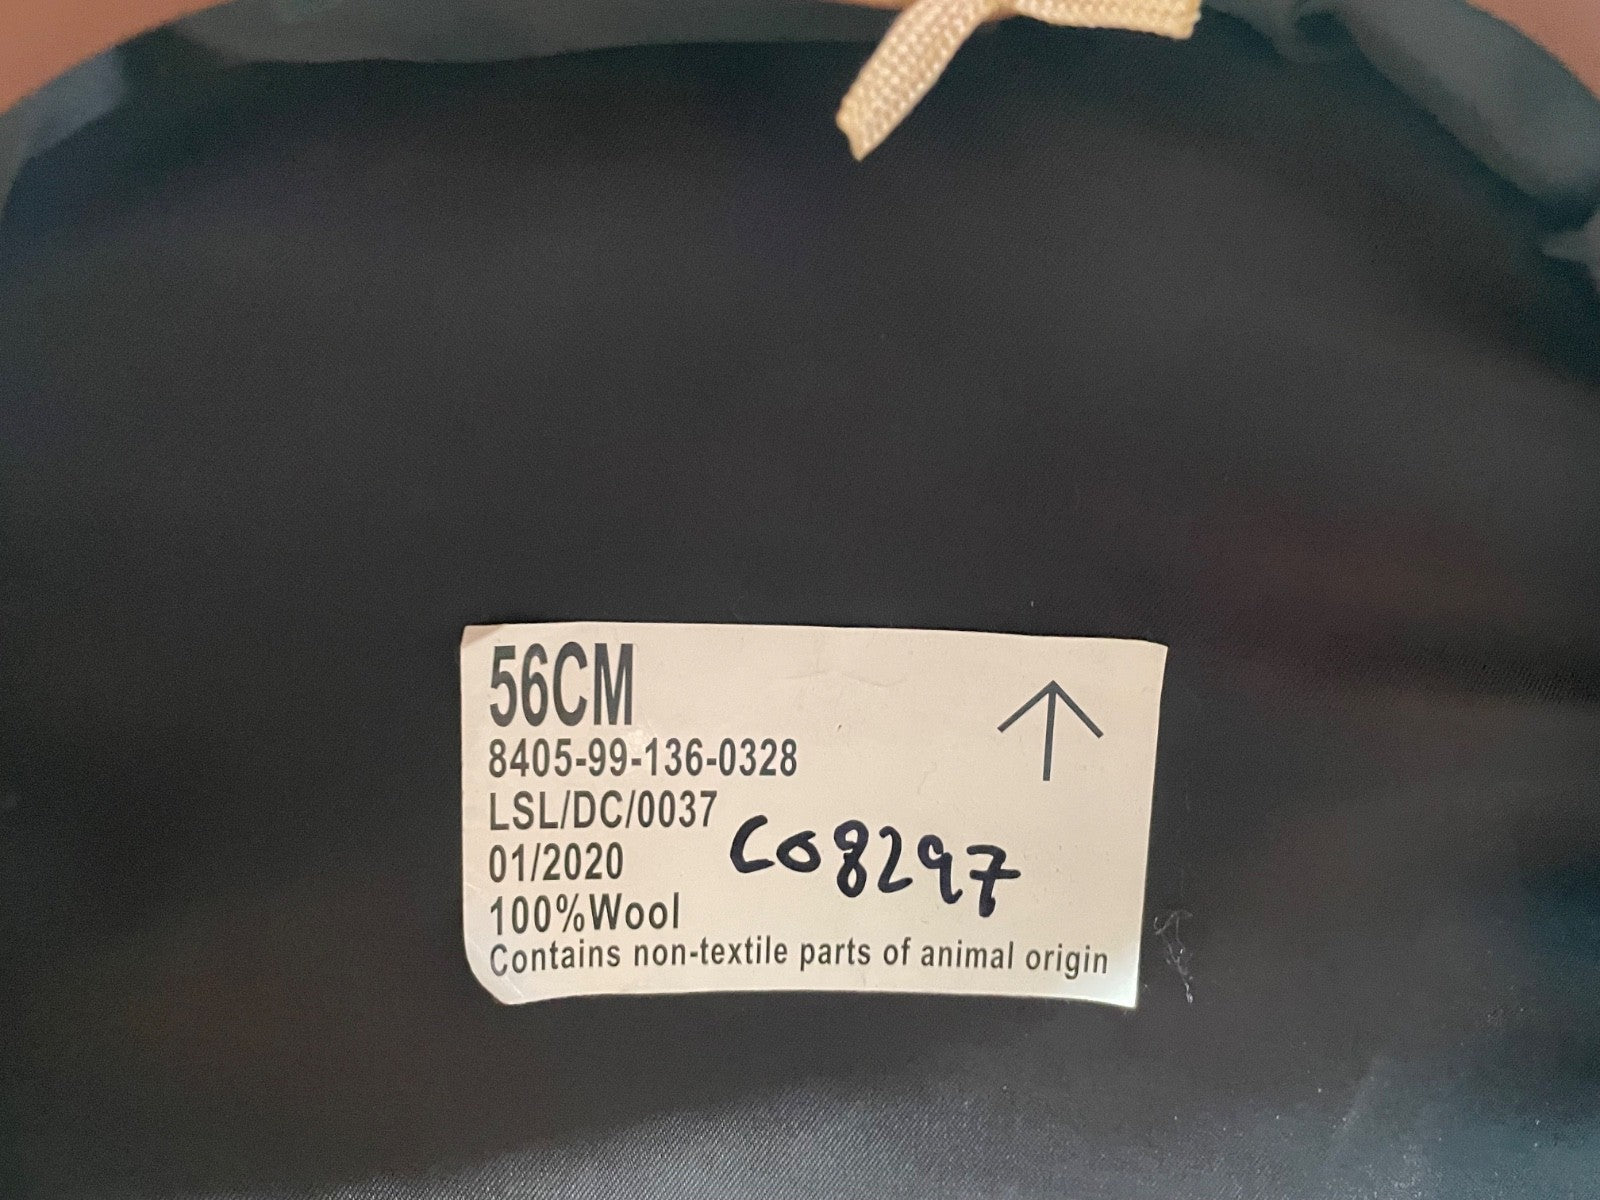 56CM
8405-99-136-0328
LSL/DC/0037
CO8297
01/2020
100%Wool
Contains non-textile parts of animal origin